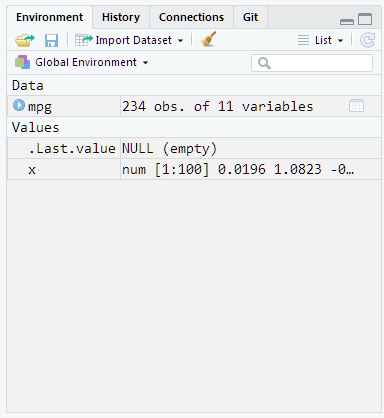 Environment History Connections Git
Import Dataset List
Global Environment
Data
mpg 234 obs. of 11 variables
Values
.Last.value NULL (empty)
x num [1:100] 0.0196 1.0823 -0…